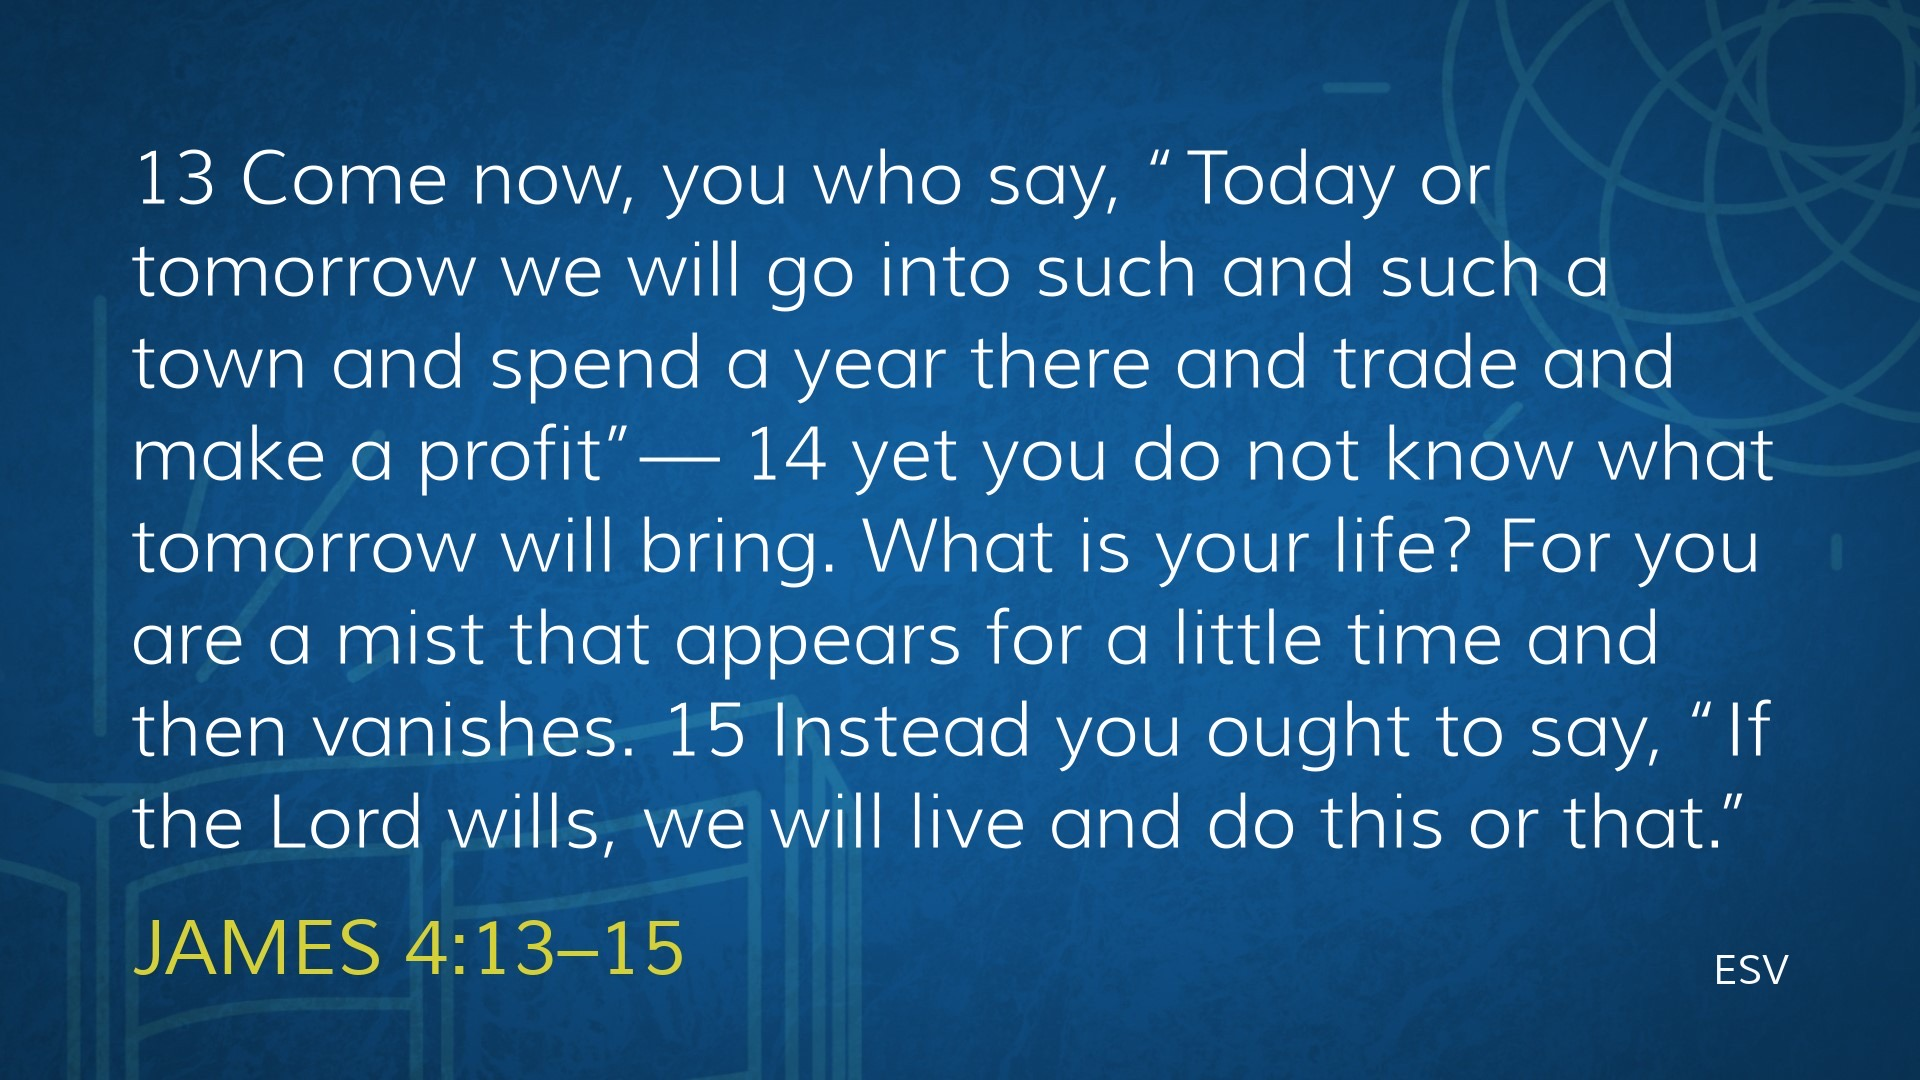 13 Come now, you who say, “Today or
tomorrow we will go into such and such a
town and spend a year there and trade and
make a profit”— 14 yet you do not know what
tomorrow will bring. What is your life? For you
are a mist that appears for a little time and
then vanishes. 15 Instead you ought to say, “If
the Lord wills, we will live and do this or that.”
JAMES 4:13–15
ESV